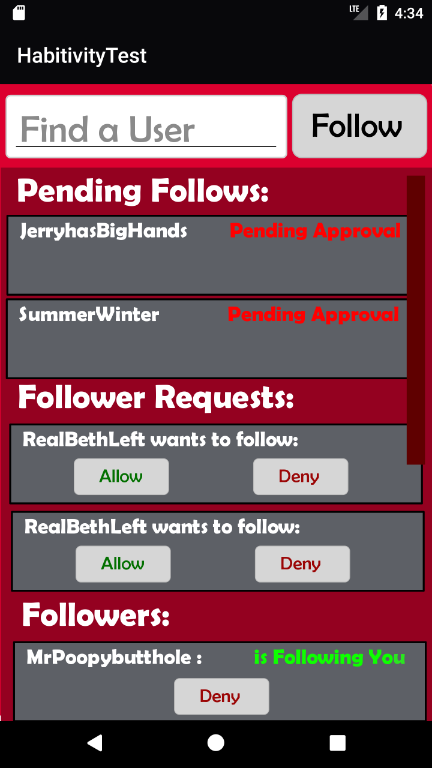 LTE 4:34
HabitivityTest
Find a User Follow
Pending Follows:
JerryhasBigHands Pending Approval
SummerWinter Pending Approval
Follower Requests:
RealBethLeft wants to follow:
Allow Deny
RealBethLeft wants to follow:
Allow Deny
Followers:
MrPoopybutthole : is Following You
Deny